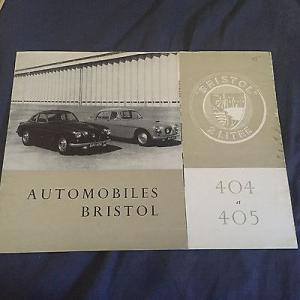 AUTOMOBILES
BRISTOL
BRISTOL
2 LITRE
404
et
405